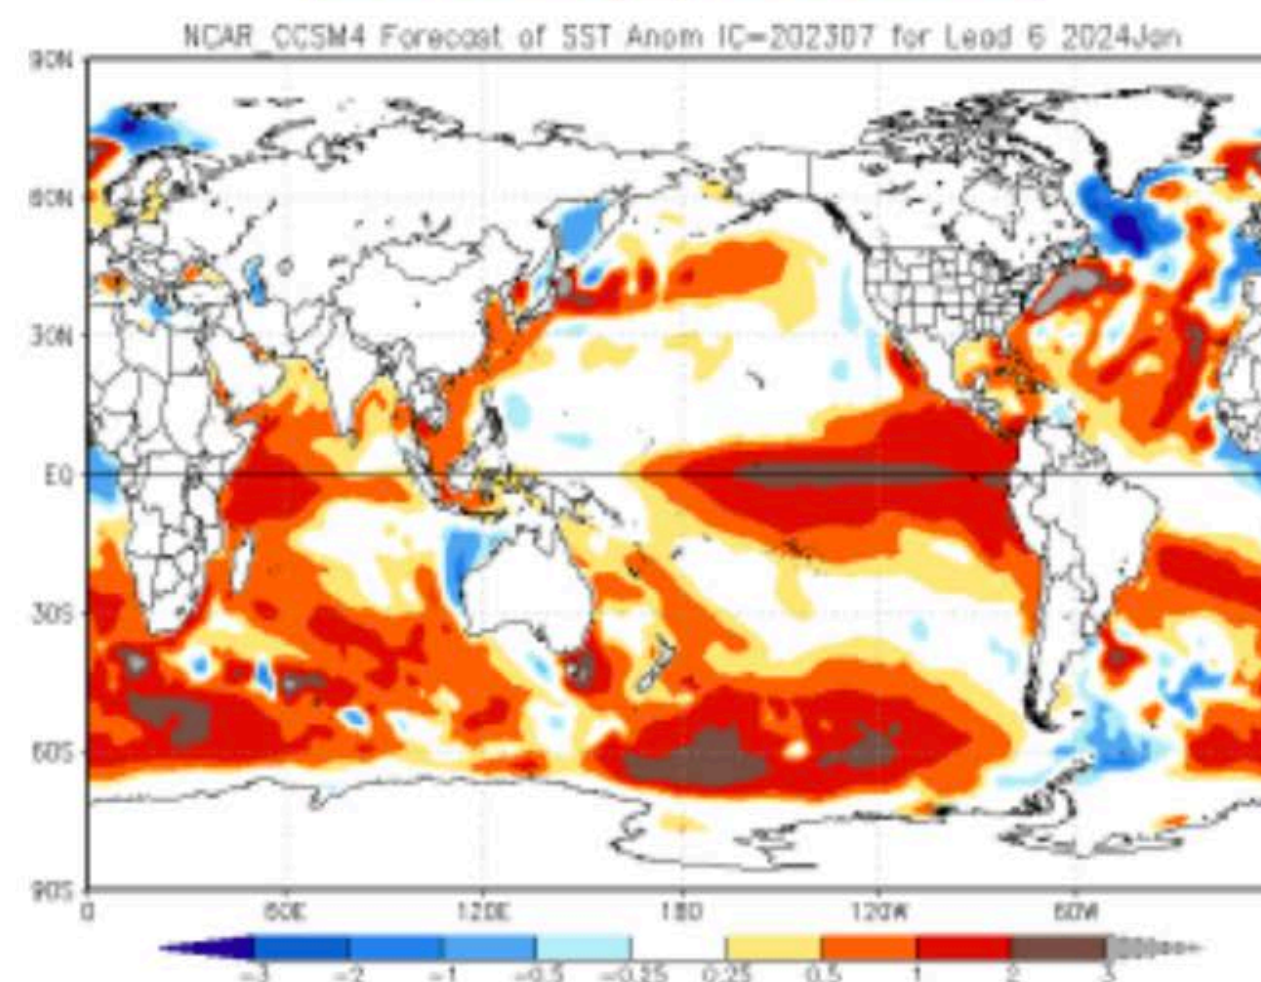 NCAR_CCSM4 Forecast of SST Anom IC=202307 for Lead 6 2024Jan
90N
60N
30N
EQ
30S
60S
90S
0 60E 120E 180 120W 60W
-3 -2 -1 -0.5 -0.25 0.25 0.5 1 2 3